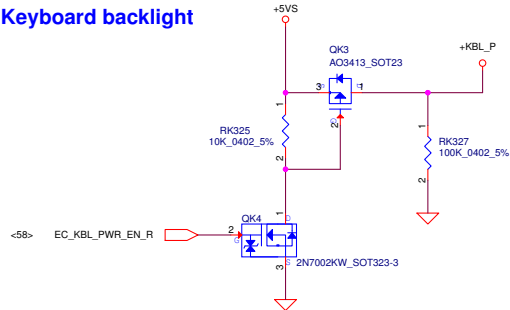 Keyboard backlight
+5VS
QK3
AO3413_SOT23
+KBL_P
3 S D 1
G 2
1
RK325
10K_0402_5%
2
1
RK327
100K_0402_5%
2
1 D
QK4
<58> EC_KBL_PWR_EN_R 2
G
S 2N7002KW_SOT323-3
3